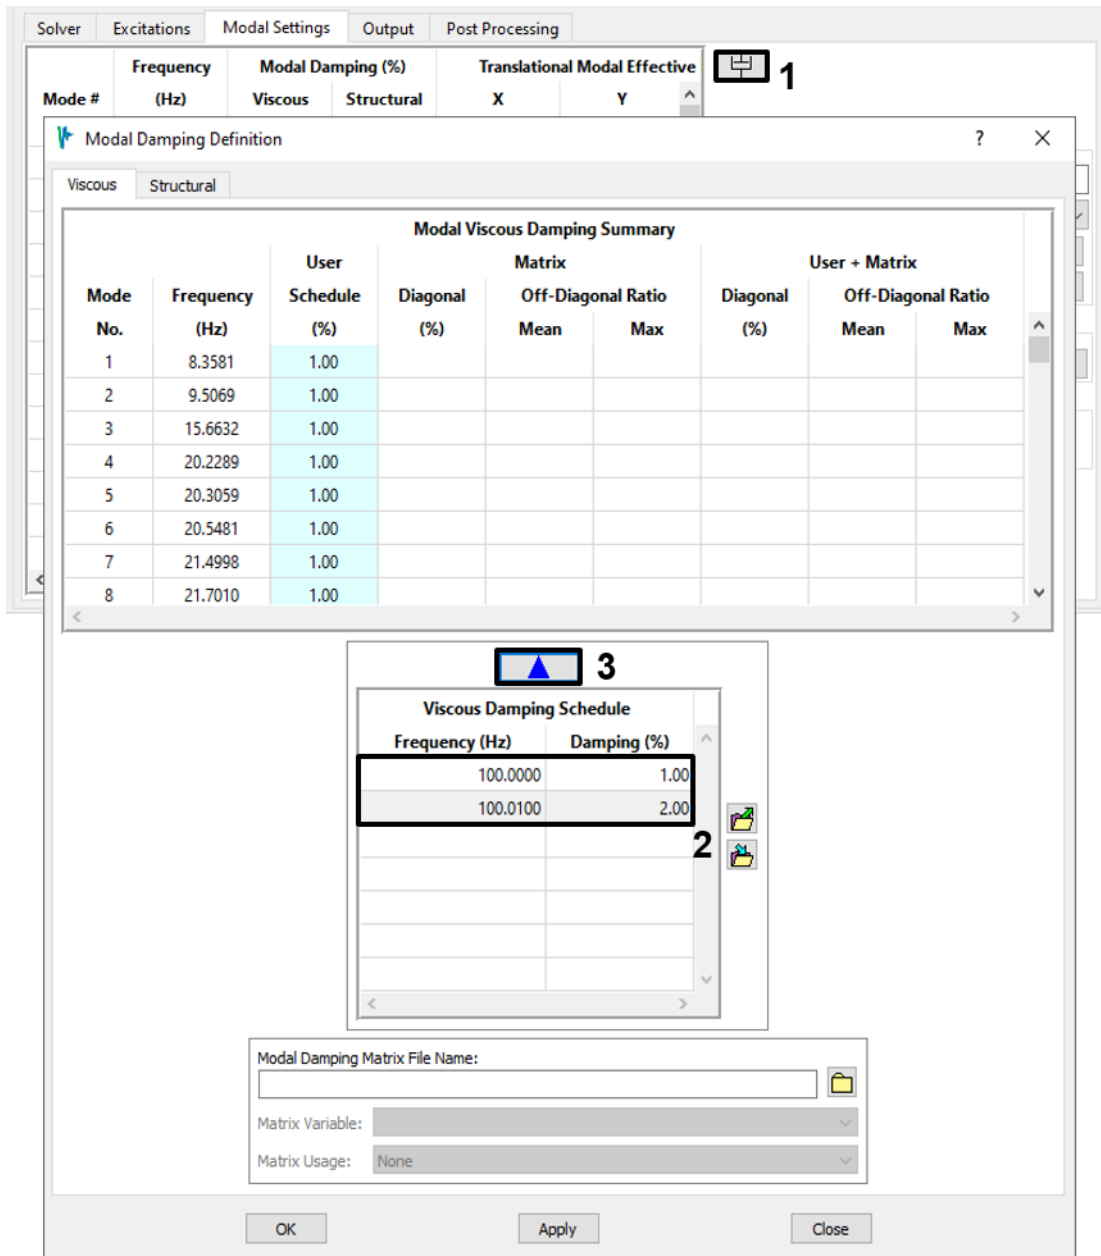 Solver Excitations Modal Settings Output Post Processing
Frequency Modal Damping (%) Translational Modal Effective
1
Mode # (Hz) Viscous Structural X Y
Modal Damping Definition ?
Viscous Structural
Modal Viscous Damping Summary
User Matrix User + Matrix
Mode Frequency Schedule Diagonal Off-Diagonal Ratio Diagonal Off-Diagonal Ratio
No. (Hz) (%) (%) Mean Max (%) Mean Max
1 8.3581 1.00
2 9.5069 1.00
3 15.6632 1.00
4 20.2289 1.00
5 20.3059 1.00
6 20.5481 1.00
7 21.4998 1.00
8 21.7010 1.00
3
Viscous Damping Schedule
Frequency (Hz) Damping (%)
100.0000 1.00
100.0100 2.00
2
Modal Damping Matrix File Name:
Matrix Variable:
Matrix Usage: None
OK Apply Close